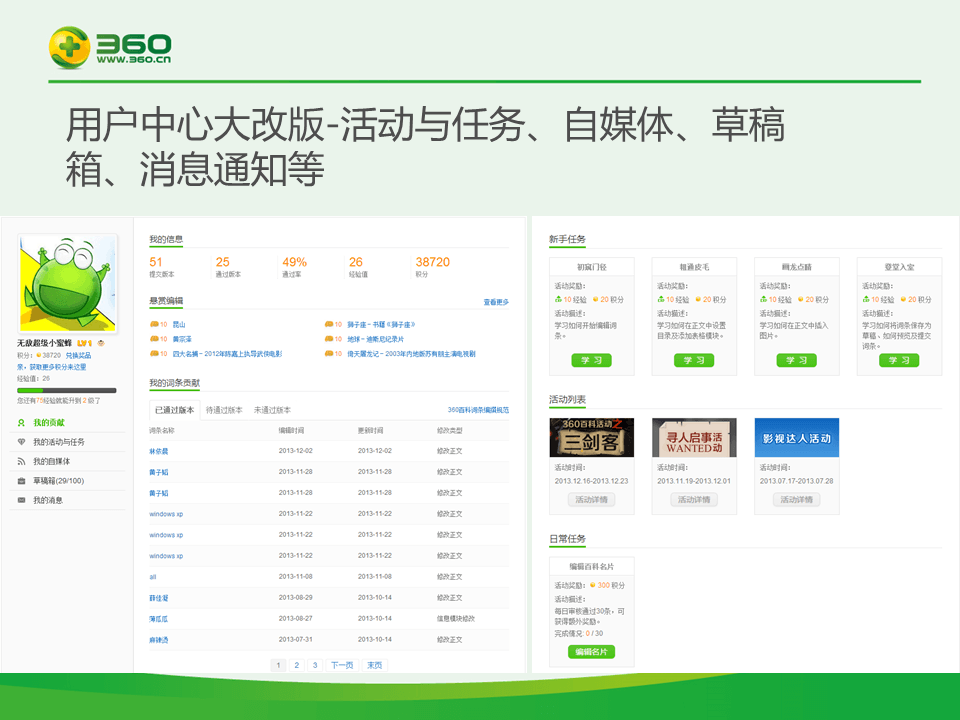 360
www.360.cn
用户中心大改版-活动与任务、自媒体、草稿
箱、消息通知等
无敌超级小蜜蜂 LV1
积分: 38720 兑换奖品
亲，获取更多积分来这里
经验值: 26
您还有75经验就能升到 2 级了
我的贡献
我的活动与任务
我的自媒体
草稿箱(29/100)
我的消息
我的信息
51 25 49% 26 38720
提交版本 通过版本 通过率 经验值 积分
悬赏编辑 查看更多
10 昆山 10 狮子座－书籍《狮子座》
10 黄宗泽 10 地球－迪斯尼纪录片
10 四大名捕－2012年陈嘉上执导武侠电影 10 倚天屠龙记－2003年内地版苏有朋主演电视剧
我的词条贡献
已通过版本 待通过版本 未通过版本 360百科词条编辑规范
词条名称 编辑时间 更新时间 修改类型
林依晨 2013-12-02 2013-12-02 修改正文
黄子韬 2013-11-28 2013-11-28 修改正文
黄子韬 2013-11-28 2013-11-28 修改正文
windows xp 2013-11-22 2013-11-22 修改正文
windows xp 2013-11-22 2013-11-22 修改正文
windows xp 2013-11-22 2013-11-22 修改正文
all 2013-11-08 2013-11-08 修改正文
薛佳凝 2013-08-29 2013-10-14 修改正文
薄瓜瓜 2013-08-27 2013-10-14 信息模块修改
麻辣烫 2013-07-31 2013-10-14 修改正文
1 2 3 下一页 末页
新手任务
初窥门径 粗通皮毛 画龙点睛 登堂入室
活动奖励: 活动奖励: 活动奖励: 活动奖励:
10 经验 20 积分 10 经验 20 积分 10 经验 20 积分 10 经验 20 积分
活动描述: 活动描述: 活动描述: 活动描述:
学习如何开始编辑词条。 学习如何在正文中设置目录及添加表格模块。 学习如何在正文中插入图片。 学习如何将词条保存为草稿、如何预览及提交词条。
学 习 学 习 学 习 学 习
活动列表
360百科活动之
三剑客
寻人启事活
WANTED动
影视达人活动
活动时间: 活动时间: 活动时间:
2013.12.16-2013.12.23 2013.11.19-2013.12.01 2013.07.17-2013.07.28
活动详情 活动详情 活动详情
日常任务
编辑百科名片
活动奖励: 300 积分
活动描述:
每日审核通过30条，可
获得额外奖励。
完成情况: 0 / 30
编辑名片